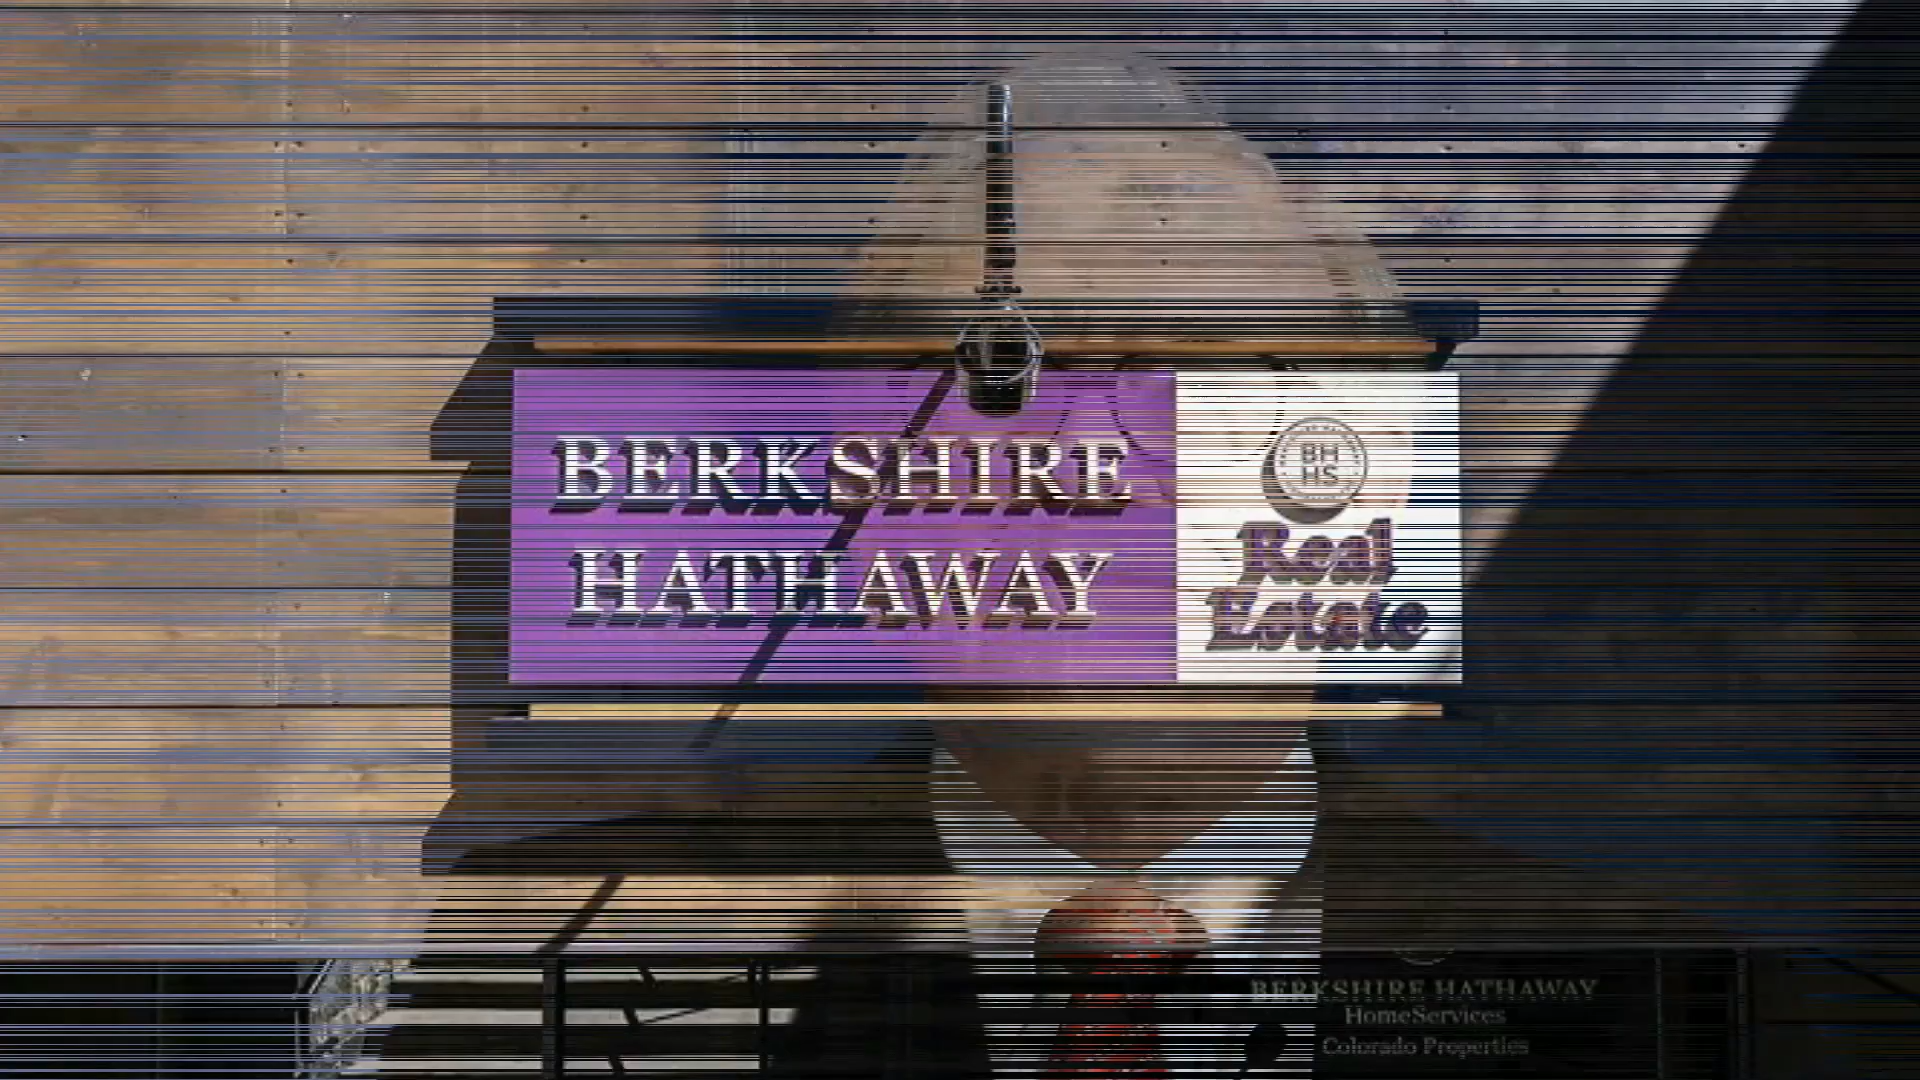 BERKSHIRE
HATHAWAY
BH
HS
Real
Estate
BERKSHIRE HATHAWAY
HomeServices
Colorado Properties